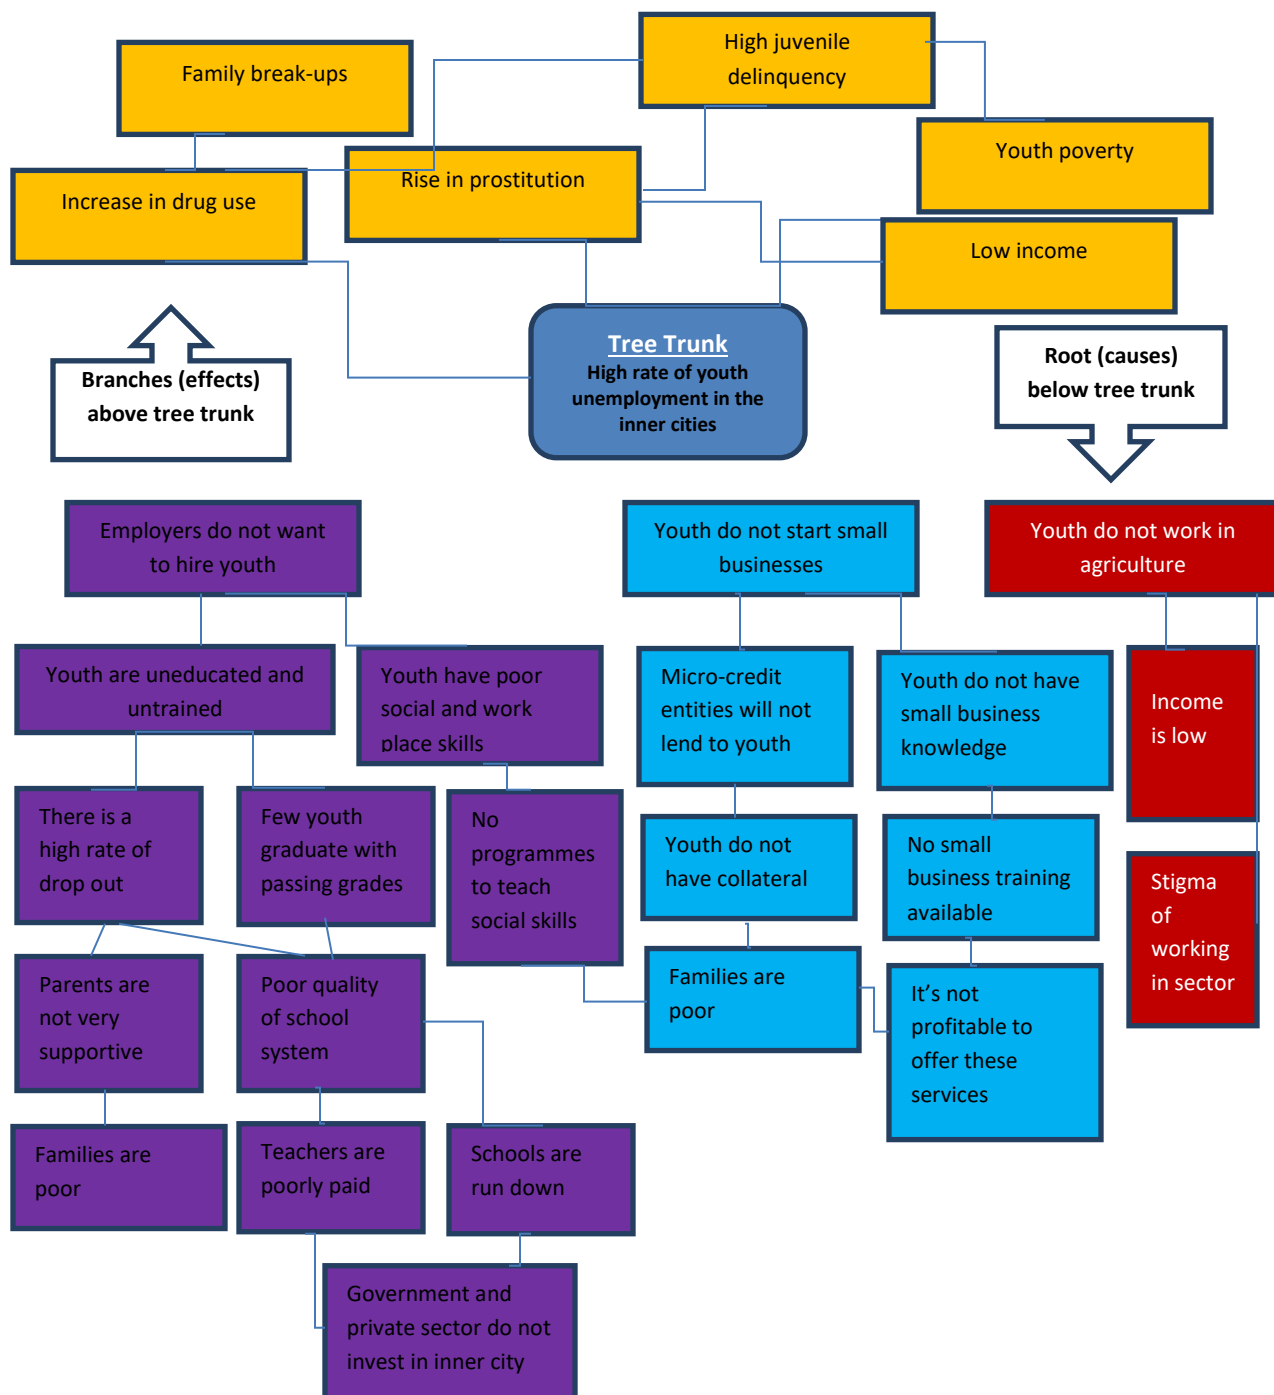 Family break-ups
High juvenile
delinquency
Youth poverty
Increase in drug use
Rise in prostitution
Low income
Branches (effects)
above tree trunk
Tree Trunk
High rate of youth
unemployment in the
inner cities
Root (causes)
below tree trunk
Employers do not want
to hire youth
Youth do not start small
businesses
Youth do not work in
agriculture
Youth are uneducated and
untrained
Youth have poor
social and work
place skills
Micro-credit
entities will not
lend to youth
Youth do not have
small business
knowledge
Income
is low
There is a
high rate of
drop out
Few youth
graduate with
passing grades
No
programmes
to teach
social skills
Youth do not
have collateral
No small
business training
available
Stigma
of
working
in sector
Parents are
not very
supportive
Poor quality
of school
system
Families are
poor
It’s not
profitable to
offer these
services
Families are
poor
Teachers are
poorly paid
Schools are
run down
Government and
private sector do not
invest in inner city